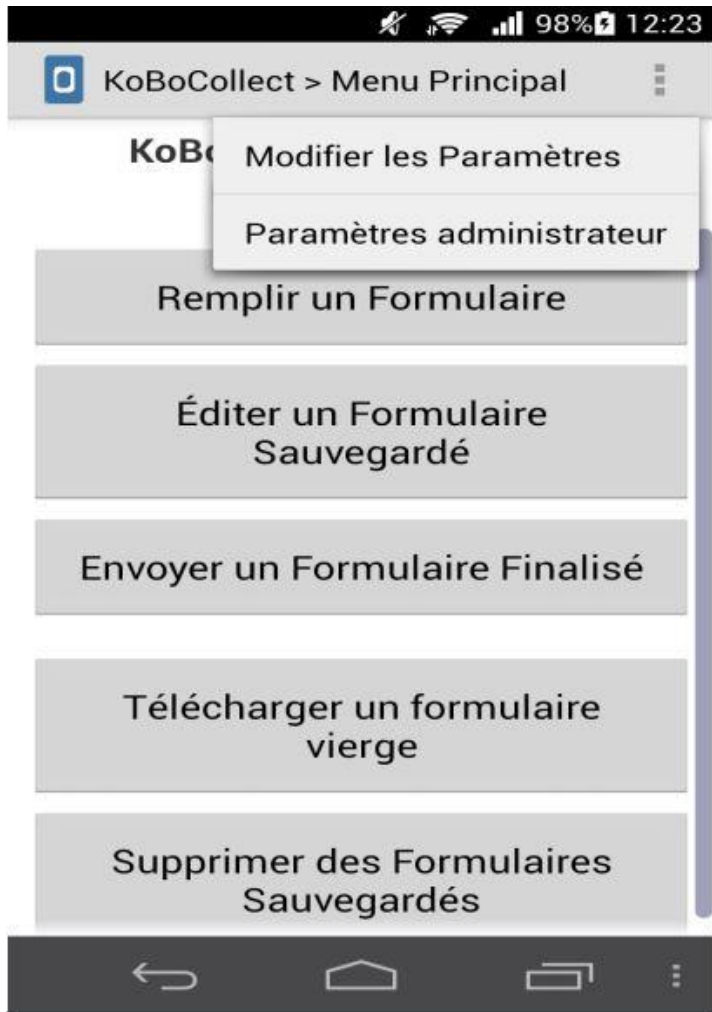 98% 12:23
KoBoCollect > Menu Principal
Modifier les Paramètres
Paramètres administrateur
Remplir un Formulaire
Éditer un Formulaire
Sauvegardé
Envoyer un Formulaire Finalisé
Télécharger un formulaire
vierge
Supprimer des Formulaires
Sauvegardés